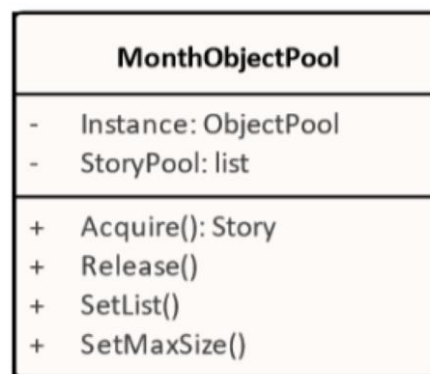 MonthObjectPool
- Instance: ObjectPool
- StoryPool: list
+ Acquire(): Story
+ Release()
+ SetList()
+ SetMaxSize()